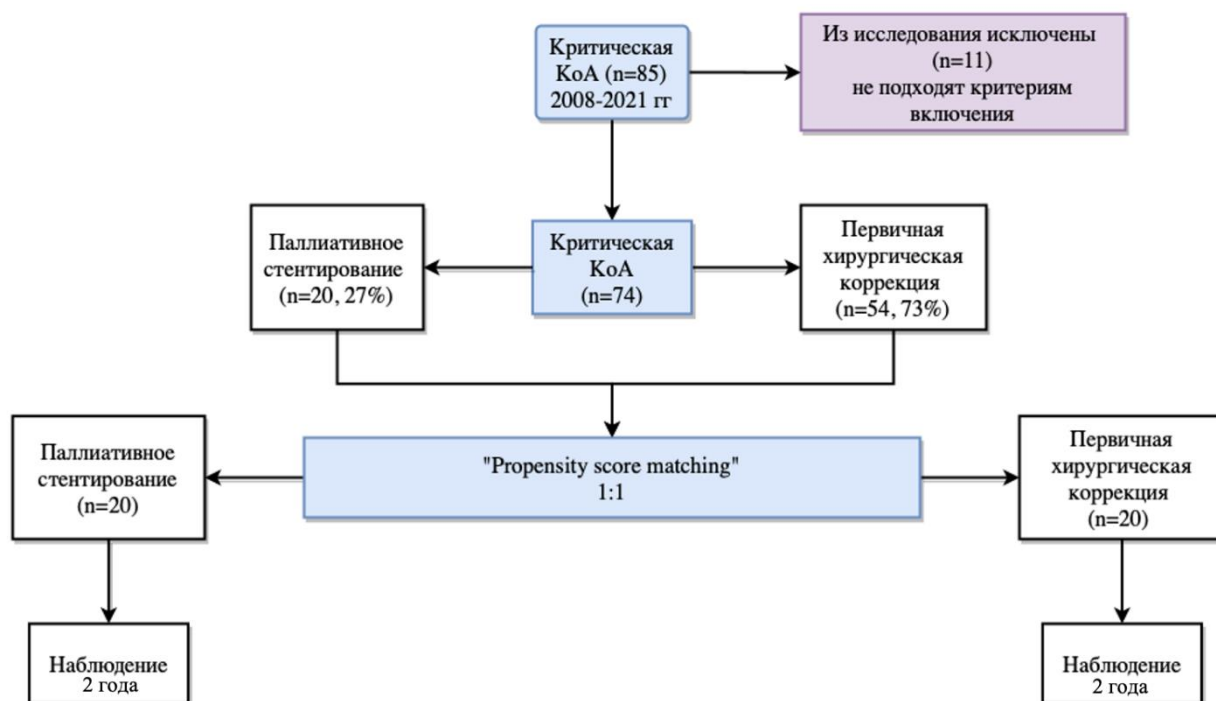 Критическая
КоА (n=85)
2008-2021 гг
Из исследования исключены
(n=11)
не подходят критериям
включения
Паллиативное
стентирование
(n=20, 27%)
Критическая
КоА
(n=74)
Первичная
хирургическая
коррекция
(n=54, 73%)
Паллиативное
стентирование
(n=20)
"Propensity score matching"
1:1
Первичная
хирургическая
коррекция
(n=20)
Наблюдение
2 года
Наблюдение
2 года